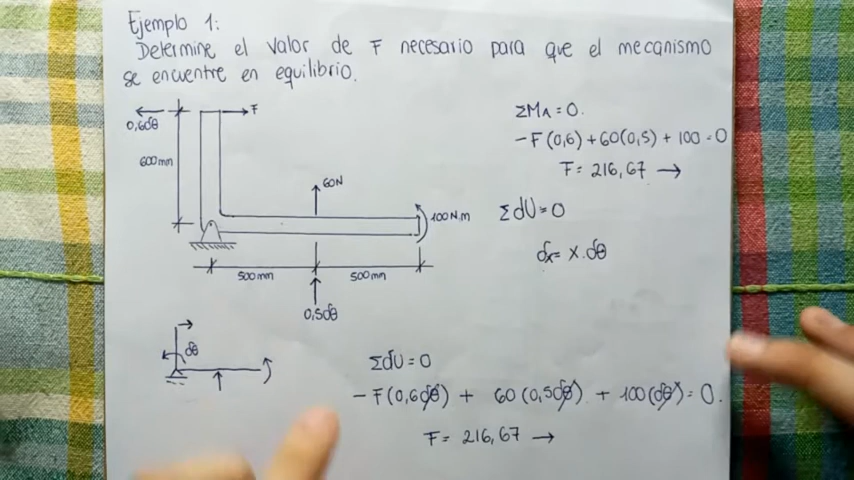 Ejemplo 1:
Determine el valor de F necesario para que el mecanismo
se encuentre en equilibrio.
0,6dθ
F
600mm
60N
100N.m
500mm
500mm
0,5dθ
dθ
ΣMA = 0.
-F(0,6) + 60(0,5) + 100 = 0
F = 216,67 →
ΣdU = 0
dx = x.dθ
ΣdU = 0
-F(0,6dθ) + 60(0,5dθ) + 100(dθ) = 0.
F = 216,67 →